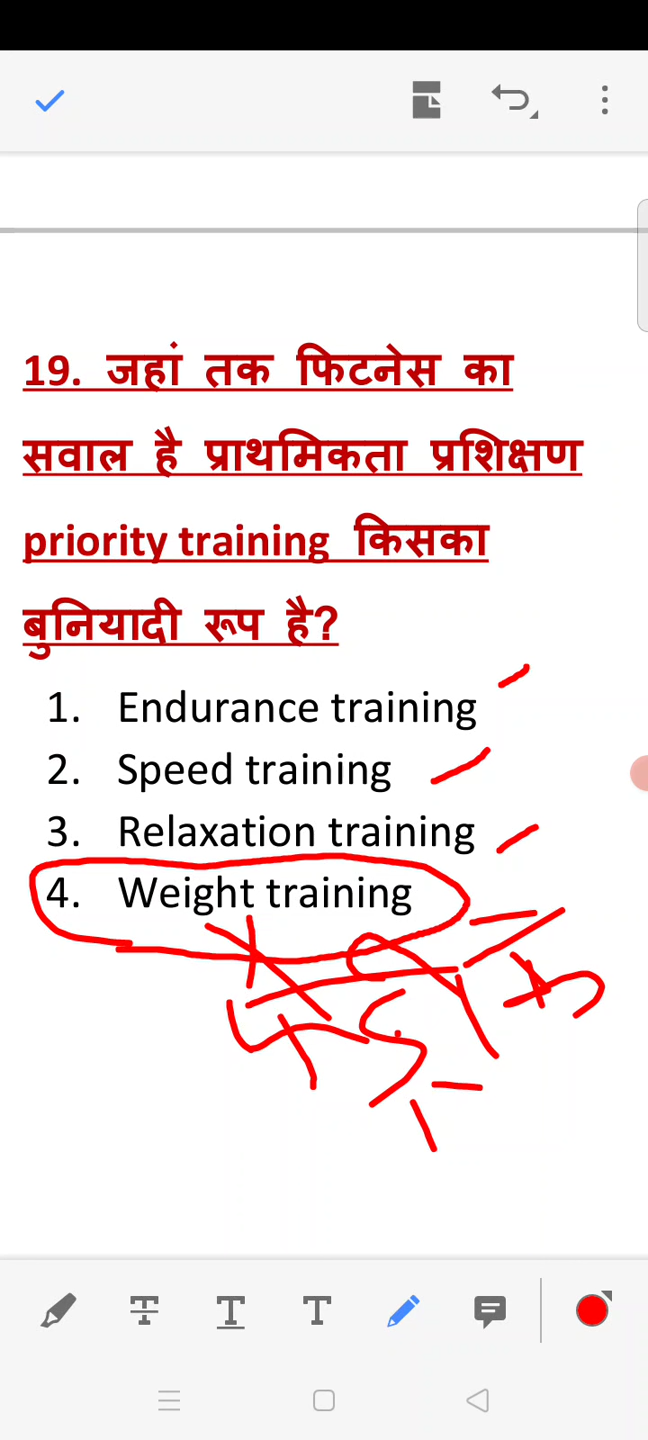 19. जहां तक फिटनेस का
सवाल है प्राथमिकता प्रशिक्षण
priority training किसका
बुनियादी रूप है?
1. Endurance training
2. Speed training
3. Relaxation training
4. Weight training